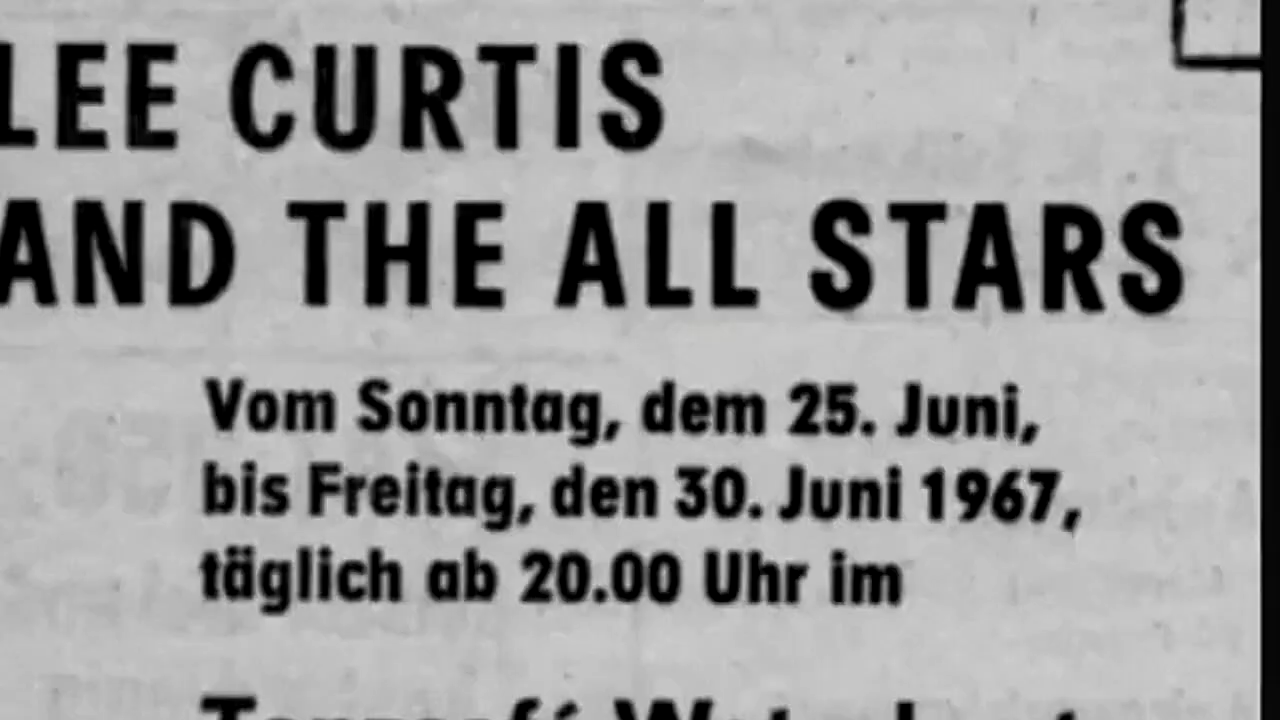 LEE CURTIS
AND THE ALL STARS
Vom Sonntag, dem 25. Juni,
bis Freitag, den 30. Juni 1967,
täglich ab 20.00 Uhr im